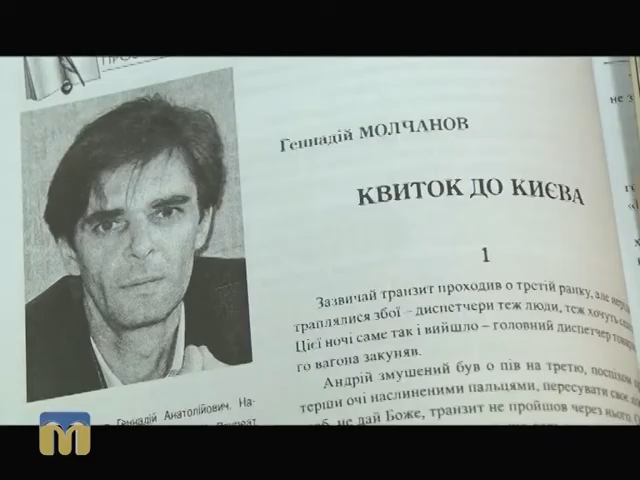 Геннадій МОЛЧАНОВ
КВИТОК ДО КИЄВА
1
Зазвичай транзит проходив о третій ранку, але
траплялися збої – диспетчери теж люди, теж хочуть
Цієї ночі саме так і вийшло – головний диспетчер
го вагона закуняв.
Андрій змушений був о пів на третю,
терши очі наслиненими пальцями, пересувати
не дай Боже, транзит не пройшов через
Геннадій Анатолійович. На-
не з
M